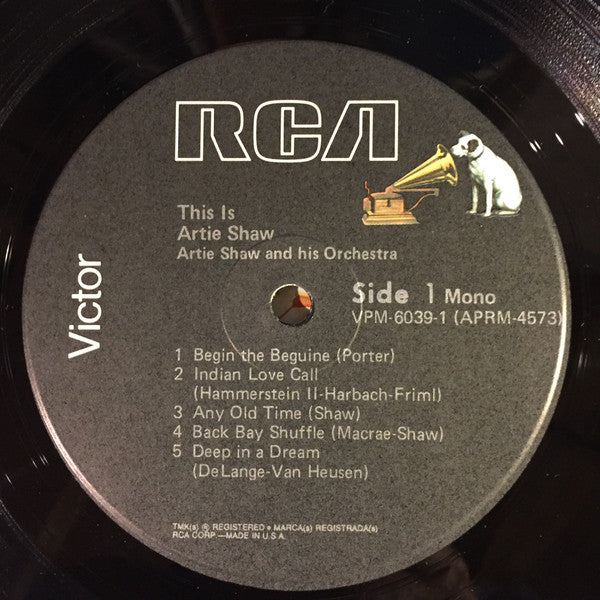 RCA
Victor
This Is
Artie Shaw
Artie Shaw and his Orchestra
Side 1 Mono
VPM-6039-1 (APRM-4573)
1 Begin the Beguine (Porter)
2 Indian Love Call
(Hammerstein II-Harbach-Friml)
3 Any Old Time (Shaw)
4 Back Bay Shuffle (Macrae-Shaw)
5 Deep in a Dream
(DeLange-Van Heusen)
TMK(s) ® REGISTERED • MARCA(s) REGISTRADA(s)
RCA CORP.—MADE IN U.S.A.